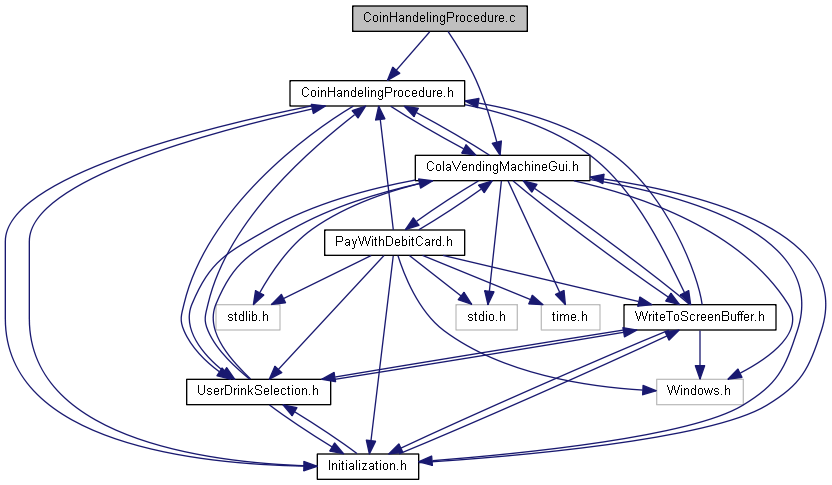 CoinHandelingProcedure.c
CoinHandelingProcedure.h
ColaVendingMachineGui.h
PayWithDebitCard.h
stdlib.h
stdio.h
time.h
WriteToScreenBuffer.h
UserDrinkSelection.h
Windows.h
Initialization.h